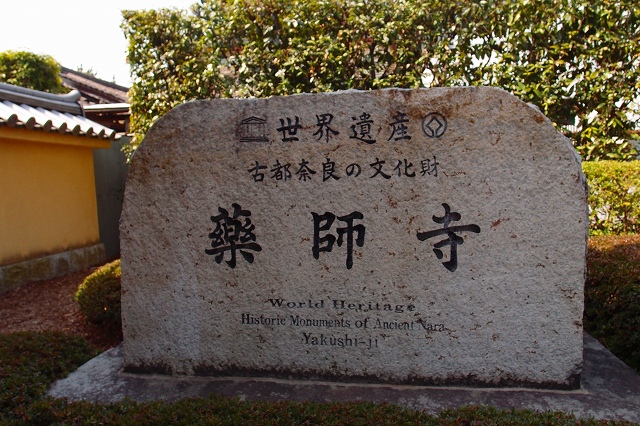 世界遺産
古都奈良の文化財
藥師寺
World Heritage
Historic Monuments of Ancient Nara
Yakushi-ji